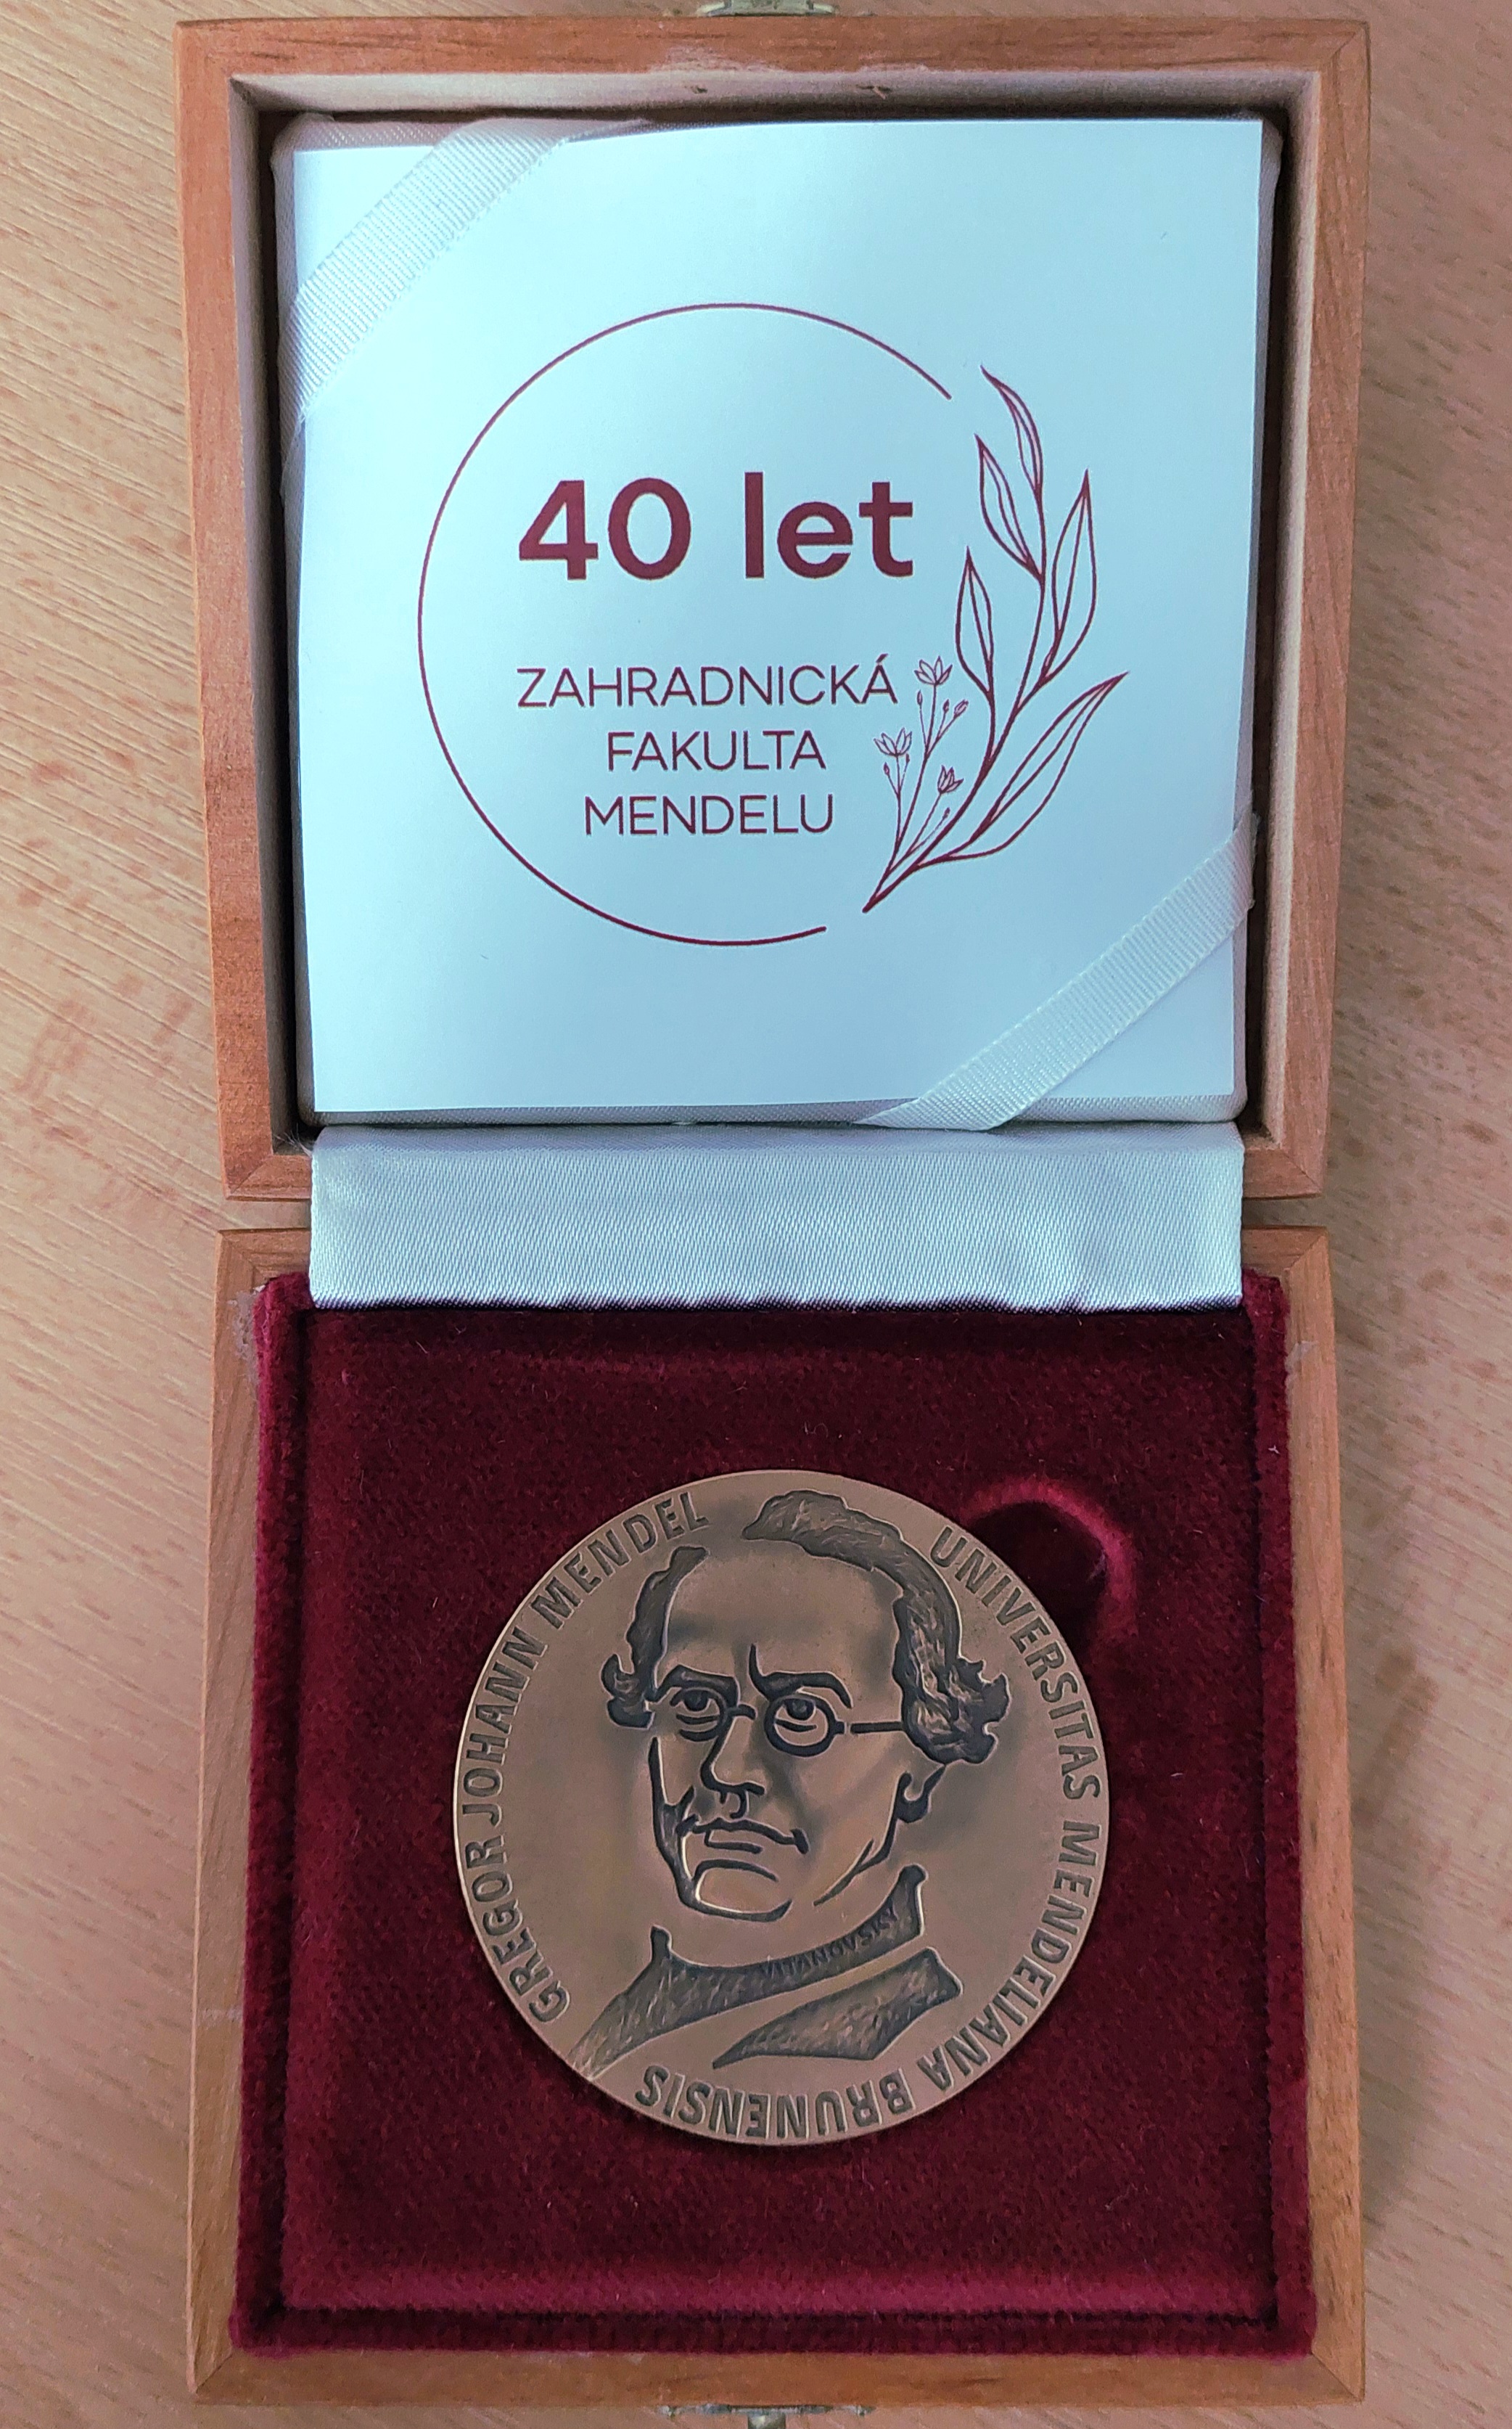 40 let
ZAHRADNICKÁ
FAKULTA
MENDELU
GREGOR JOHANN MENDEL
UNIVERSITAS MENDELIANA BRUNENSIS
VITANOVSKÝ